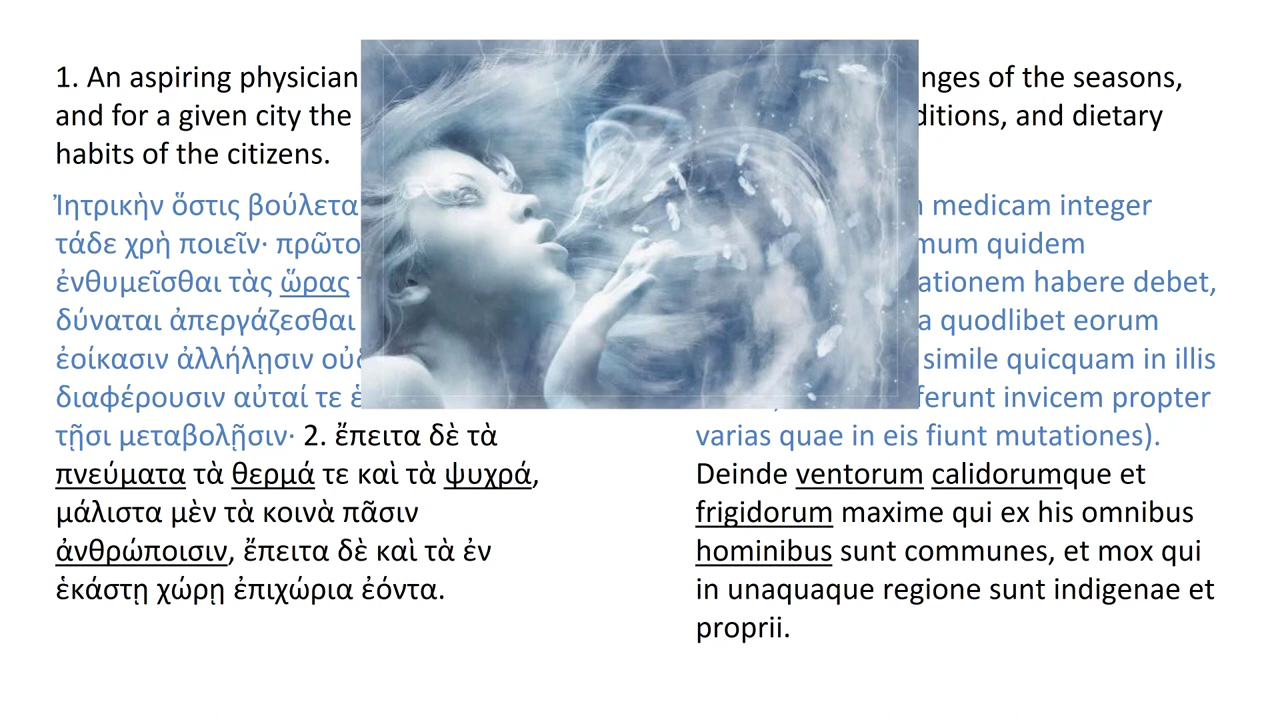 1. An aspiring physician nges of the seasons,
and for a given city the ditions, and dietary
habits of the citizens.
Ἰητρικὴν ὅστις βούλετα
τάδε χρὴ ποιεῖν· πρῶτο
ἐνθυμεῖσθαι τὰς ὥρας
δύναται ἀπεργάζεσθαι
ἐοίκασιν ἀλλήλῃσιν οὐδ
διαφέρουσιν αὐταί τε ἑ
τῇσι μεταβολῇσιν· 2. ἔπειτα δὲ τὰ
πνεύματα τὰ θερμά τε καὶ τὰ ψυχρά,
μάλιστα μὲν τὰ κοινὰ πᾶσιν
ἀνθρώποισιν, ἔπειτα δὲ καὶ τὰ ἐν
ἑκάστῃ χώρῃ ἐπιχώρια ἐόντα.
medicam integer
mum quidem
ationem habere debet,
a quodlibet eorum
simile quicquam in illis
ferunt invicem propter
varias quae in eis fiunt mutationes).
Deinde ventorum calidorumque et
frigidorum maxime qui ex his omnibus
hominibus sunt communes, et mox qui
in unaquaque regione sunt indigenae et
proprii.